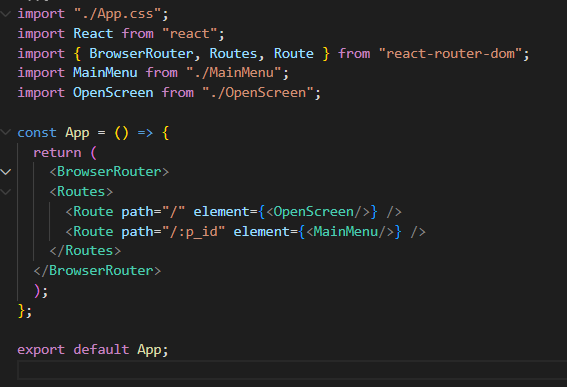 import "./App.css";
import React from "react";
import { BrowserRouter, Routes, Route } from "react-router-dom";
import MainMenu from "./MainMenu";
import OpenScreen from "./OpenScreen";

const App = () => {
  return (
    <BrowserRouter>
    <Routes>
      <Route path="/" element={<OpenScreen/>} />
      <Route path="/:p_id" element={<MainMenu/>} />
    </Routes>
  </BrowserRouter>
  );
};

export default App;